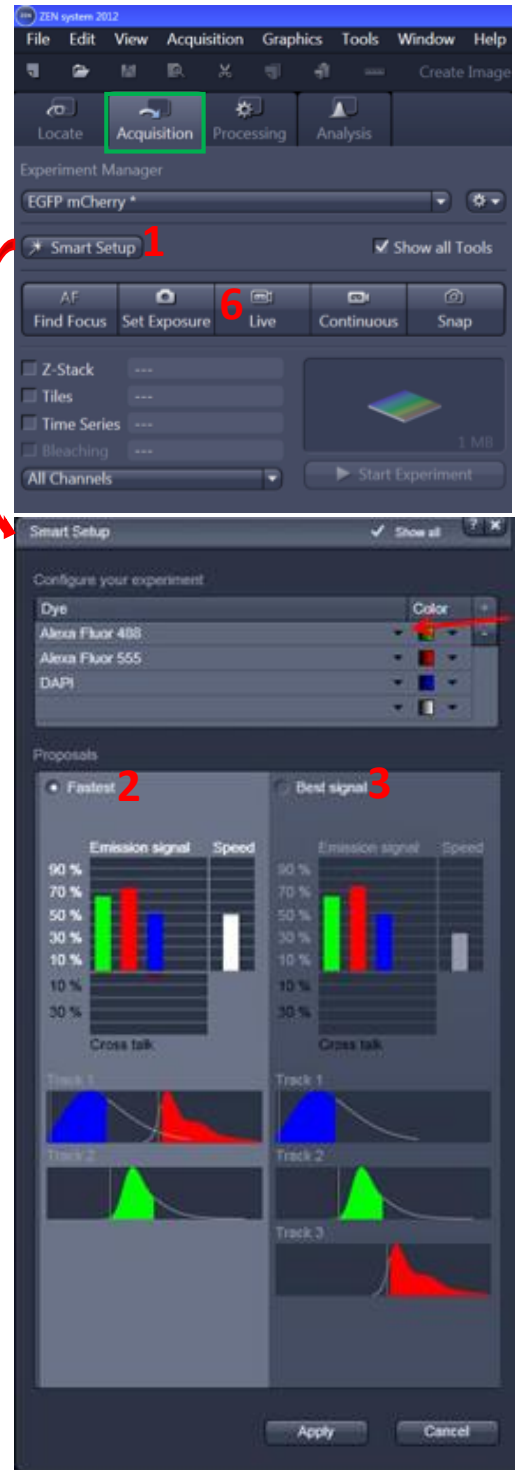 ZEN system 2012
File Edit View Acquisition Graphics Tools Window Help
Create Image
Locate Acquisition Processing Analysis
Experiment Manager
EGFP mCherry *
Smart Setup 1 Show all Tools
AF
Find Focus Set Exposure 6 Live Continuous Snap
Z-Stack ---
Tiles ---
Time Series ---
Bleaching ---
1 MB
All Channels Start Experiment
Smart Setup Show all ? ×
Configure your experiment
Dye Color +
Alexa Fluor 488 -
Alexa Fluor 555
DAPI
Proposals
Fastest 2 Best signal 3
Emission signal Speed Emission signal Speed
90 % 90 %
70 % 70 %
50 % 50 %
30 % 30 %
10 % 10 %
10 % 10 %
30 % 30 %
Cross talk Cross talk
Track 1 Track 1
Track 2 Track 2
Track 3
Apply Cancel